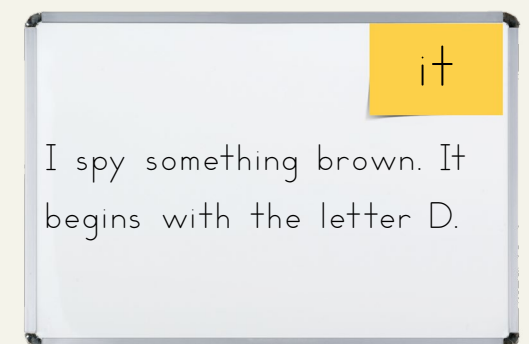 it
I spy something brown. It
begins with the letter D.